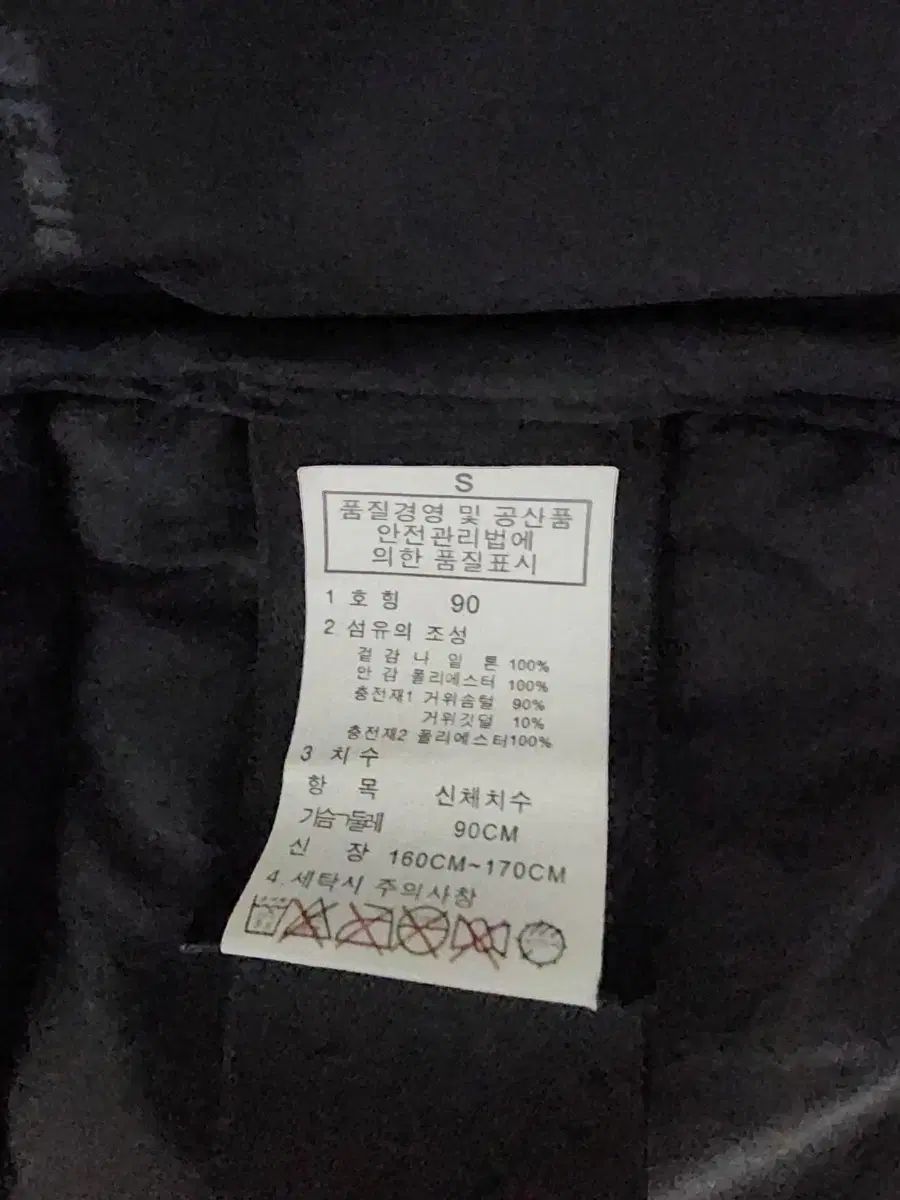 S
품질경영 및 공산품
안전관리법에
의한 품질표시
1 호 칭 90
2 섬유의 조성
겉 감 나 일 론 100%
안 감 폴리에스터 100%
충전재1 거위솜털 90%
거위깃털 10%
충전재2 폴리에스터100%
3 치 수
항 목 신체치수
가슴둘레 90CM
신 장 160CM~170CM
4. 세탁시 주의사항